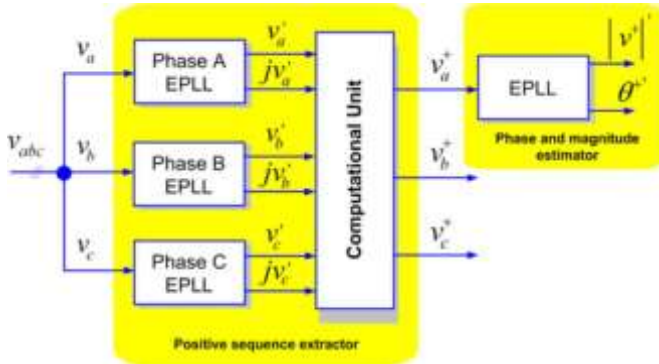 v_a
v_a'
jv_a'
Phase A
EPLL
v_abc
v_b
v_b'
jv_b'
Phase B
EPLL
v_c
v_c'
jv_c'
Phase C
EPLL
Computational Unit
v_a^+
v_b^+
v_c^+
EPLL
|v^+|'
θ^+'
Phase and magnitude
estimator
Positive sequence extractor